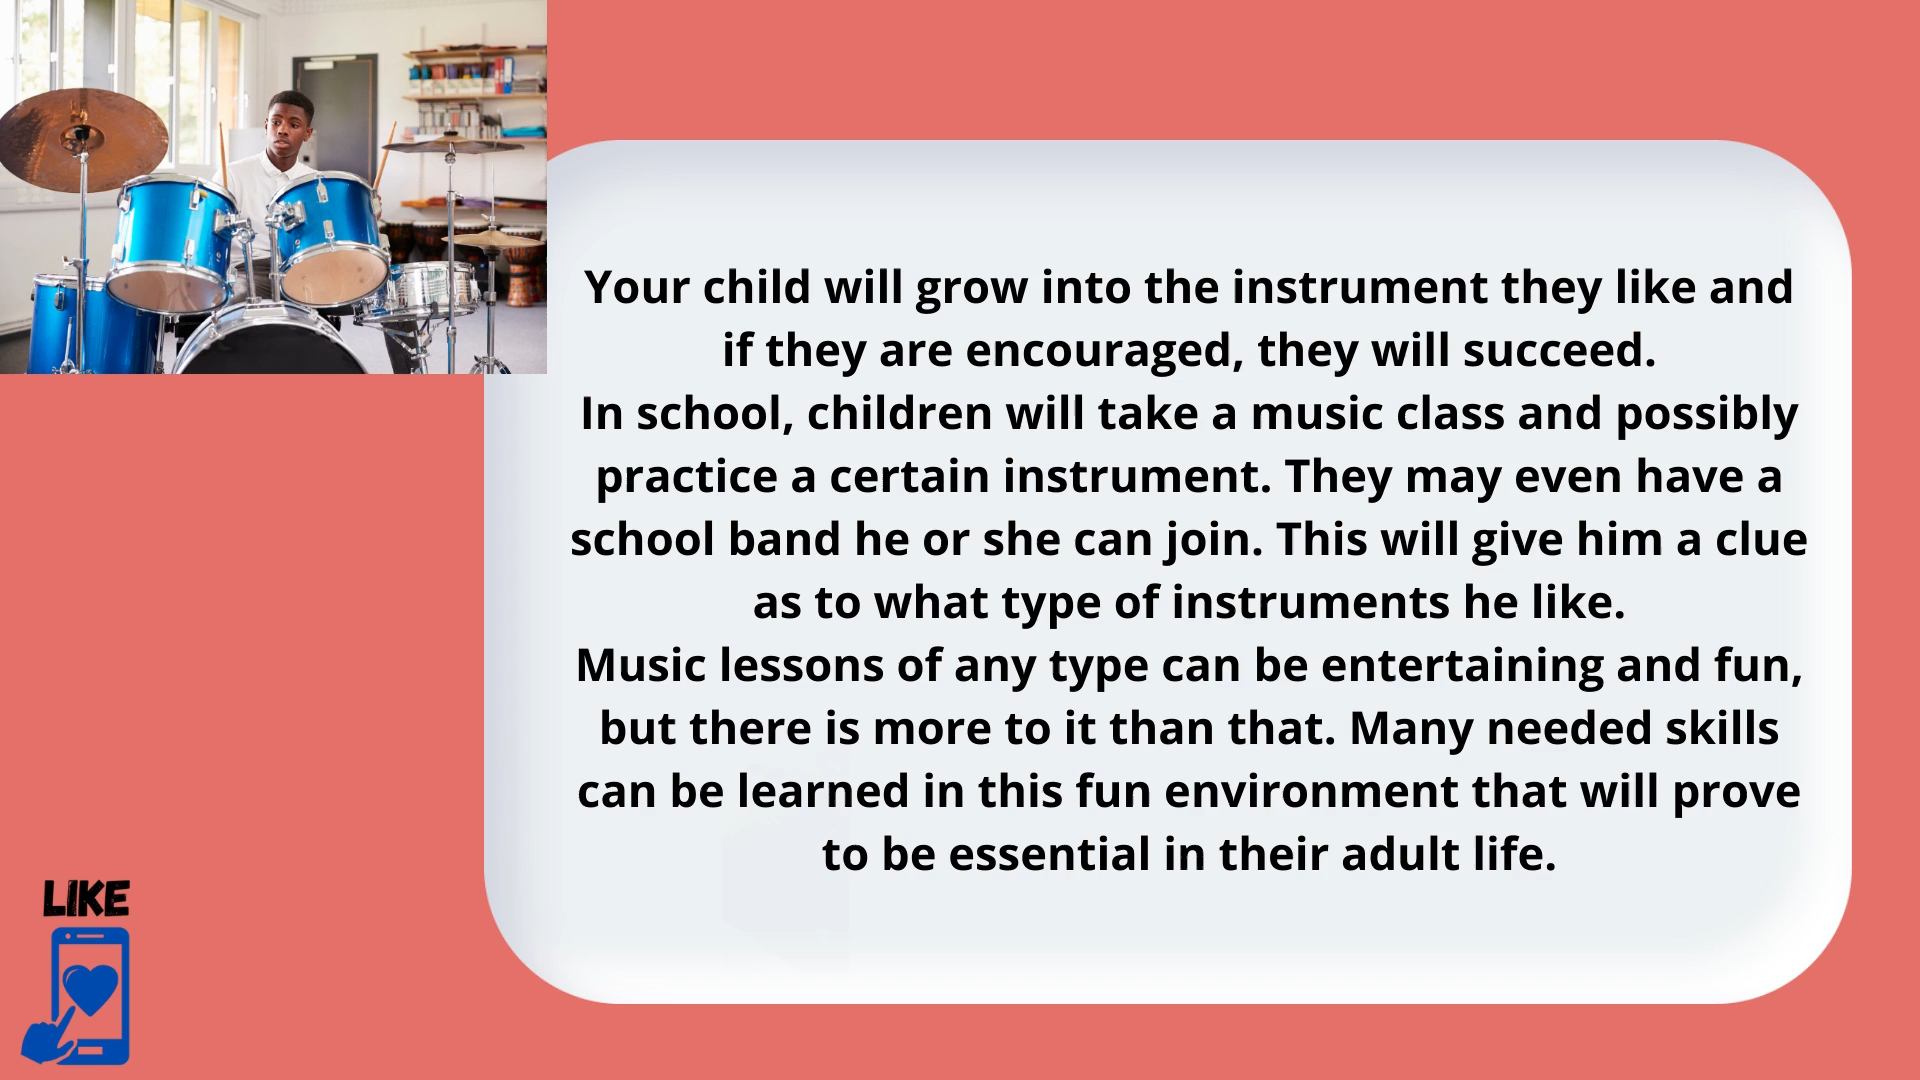 Your child will grow into the instrument they like and
if they are encouraged, they will succeed.
In school, children will take a music class and possibly
practice a certain instrument. They may even have a
school band he or she can join. This will give him a clue
as to what type of instruments he like.
Music lessons of any type can be entertaining and fun,
but there is more to it than that. Many needed skills
can be learned in this fun environment that will prove
to be essential in their adult life.
LIKE